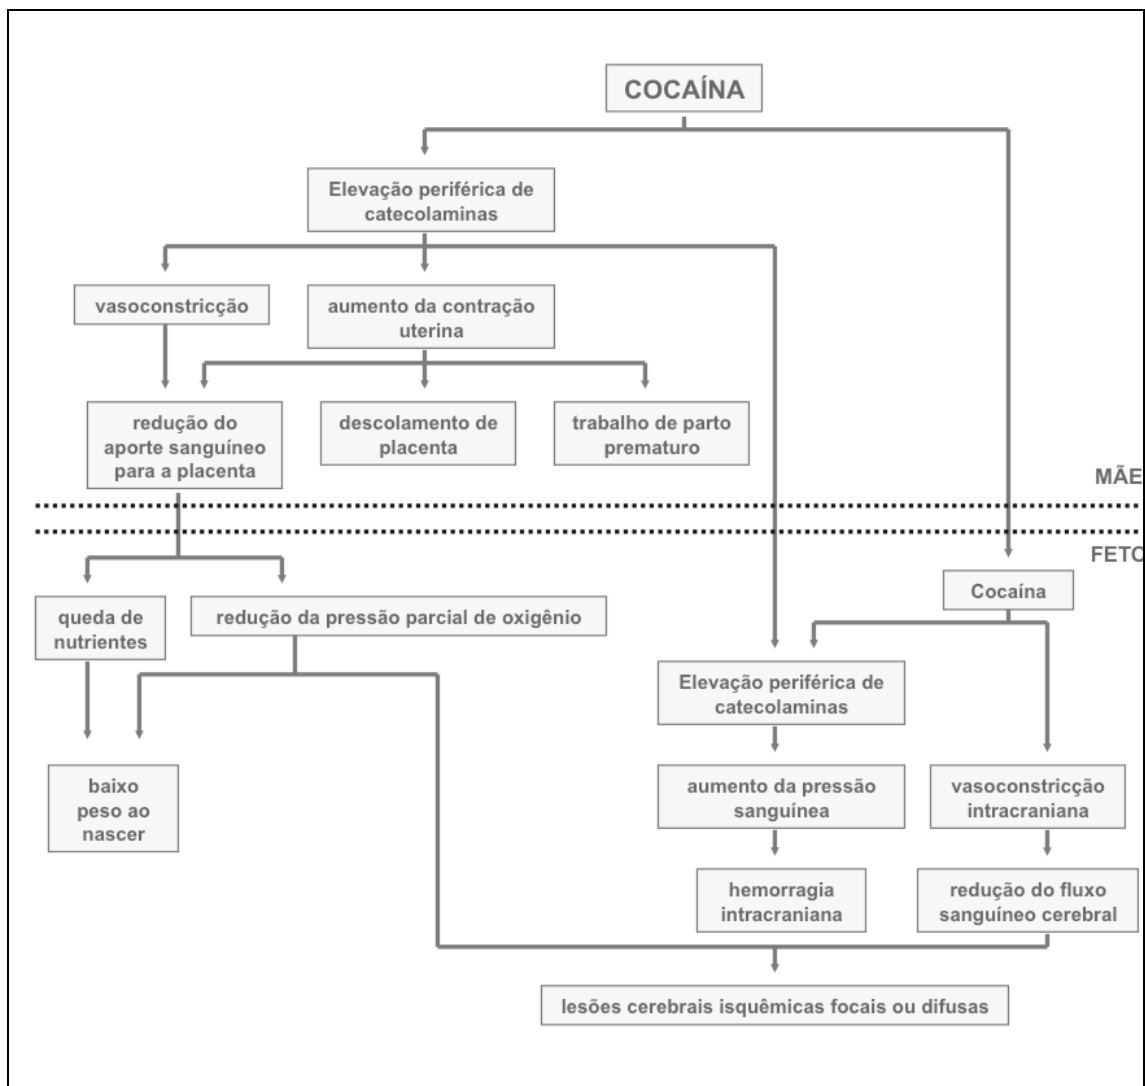 COCAÍNA
Elevação periférica de
catecolaminas
vasoconstricção
aumento da contração
uterina
redução do
aporte sanguíneo
para a placenta
descolamento de
placenta
trabalho de parto
prematuro
MÃE
FETO
Cocaína
queda de
nutrientes
redução da pressão parcial de oxigênio
Elevação periférica de
catecolaminas
baixo
peso ao
nascer
aumento da pressão
sanguínea
vasoconstricção
intracraniana
hemorragia
intracraniana
redução do fluxo
sanguíneo cerebral
lesões cerebrais isquêmicas focais ou difusas